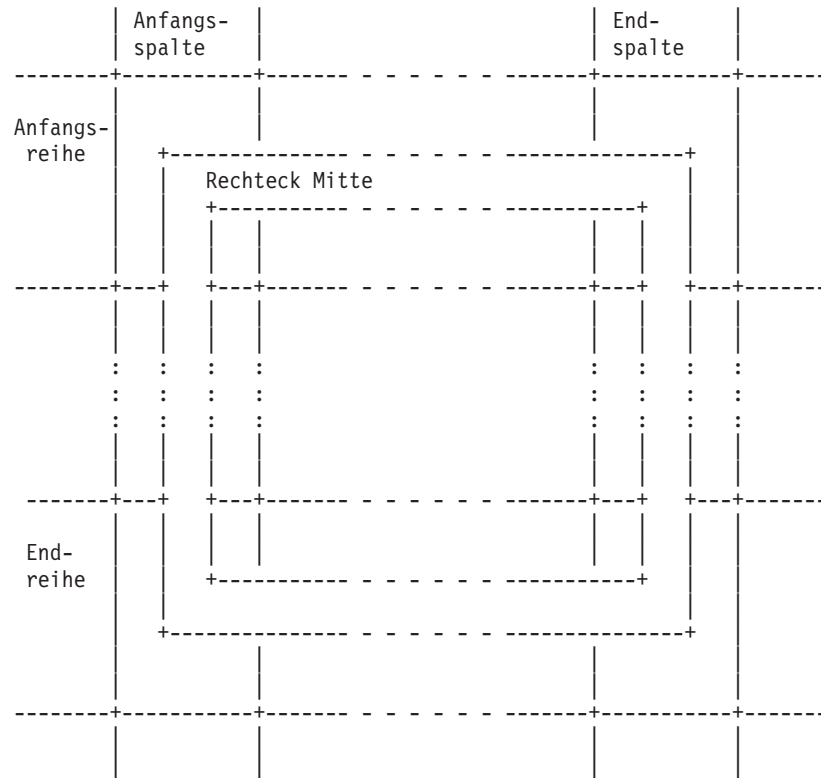 Anfangs-
spalte
End-
spalte
Anfangs-
reihe
Rechteck Mitte
End-
reihe